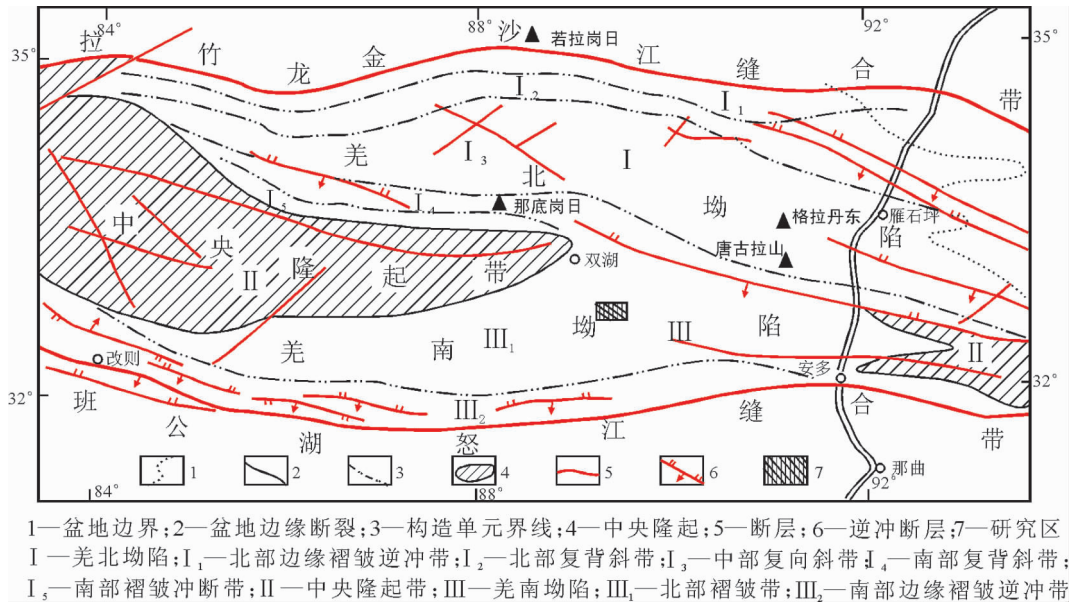 84° 88° 92°
沙 ▲ 若拉岗日
拉 竹 龙 金 江 缝 合 带
35° 35°
I₂ I₁
羌 I₃ I
北
I₅ I₄ ▲ 那底岗日 坳 ▲ 格拉丹东 雁石坪
中 央 唐古拉山 陷
II 隆 起 带 双湖
▲
羌 南 III₁ 坳 III 陷 II
改则 安多
32° 32°
班 公 湖 III₂ 怒 江 缝 合 带
1 2 3 4 5 6 7 那曲
84° 88° 92°
1—盆地边界;2—盆地边缘断裂;3—构造单元界线;4—中央隆起;5—断层;6—逆冲断层;7—研究区
I—羌北坳陷;I₁—北部边缘褶皱逆冲带;I₂—北部复背斜带;I₃—中部复向斜带;I₄—南部复背斜带;
I₅—南部褶皱冲断带;II—中央隆起带;III—羌南坳陷;III₁—北部褶皱带;III₂—南部边缘褶皱逆冲带